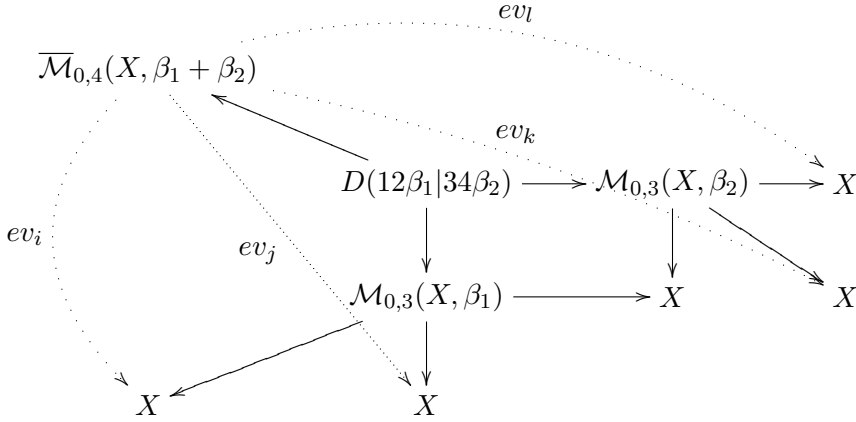 $ev_l$
$\overline{\mathcal{M}}_{0,4}(X, \beta_1 + \beta_2)$
$ev_k$
$D(12\beta_1|34\beta_2)$ $\mathcal{M}_{0,3}(X, \beta_2)$ $X$
$ev_i$ $ev_j$
$\mathcal{M}_{0,3}(X, \beta_1)$ $X$ $X$
$X$ $X$